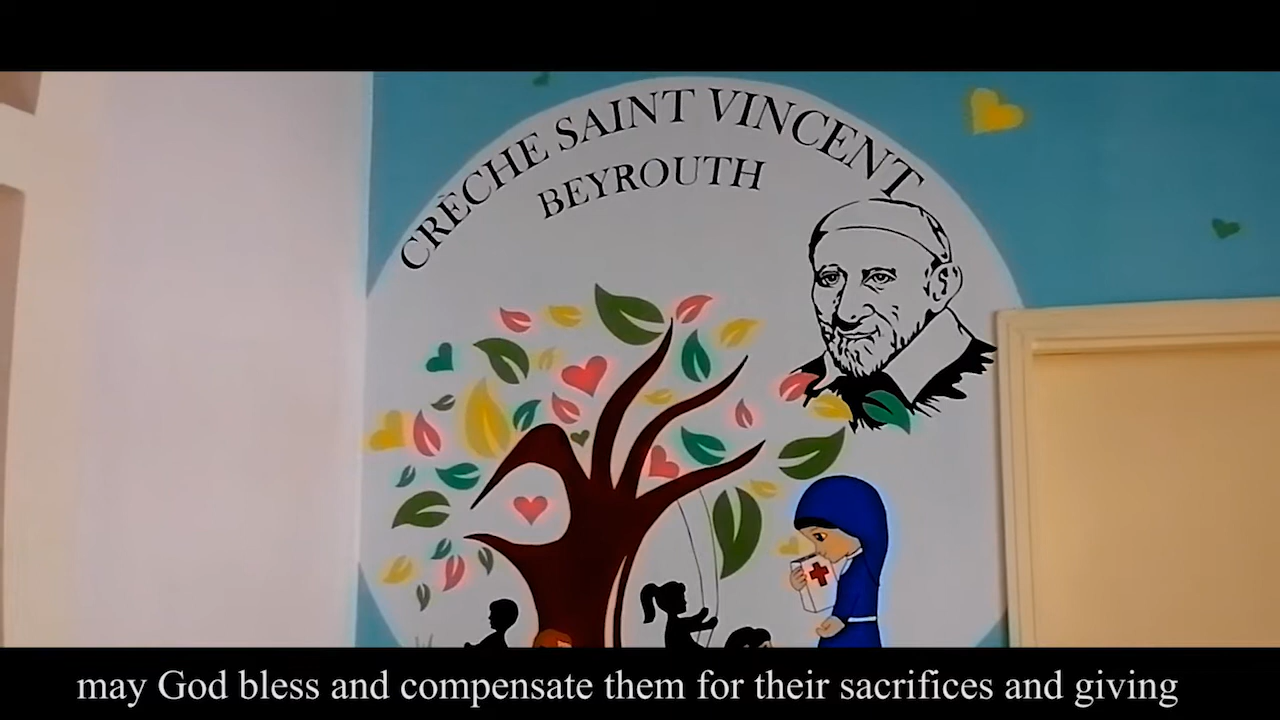 CRÈCHE SAINT VINCENT
BEYROUTH
may God bless and compensate them for their sacrifices and giving